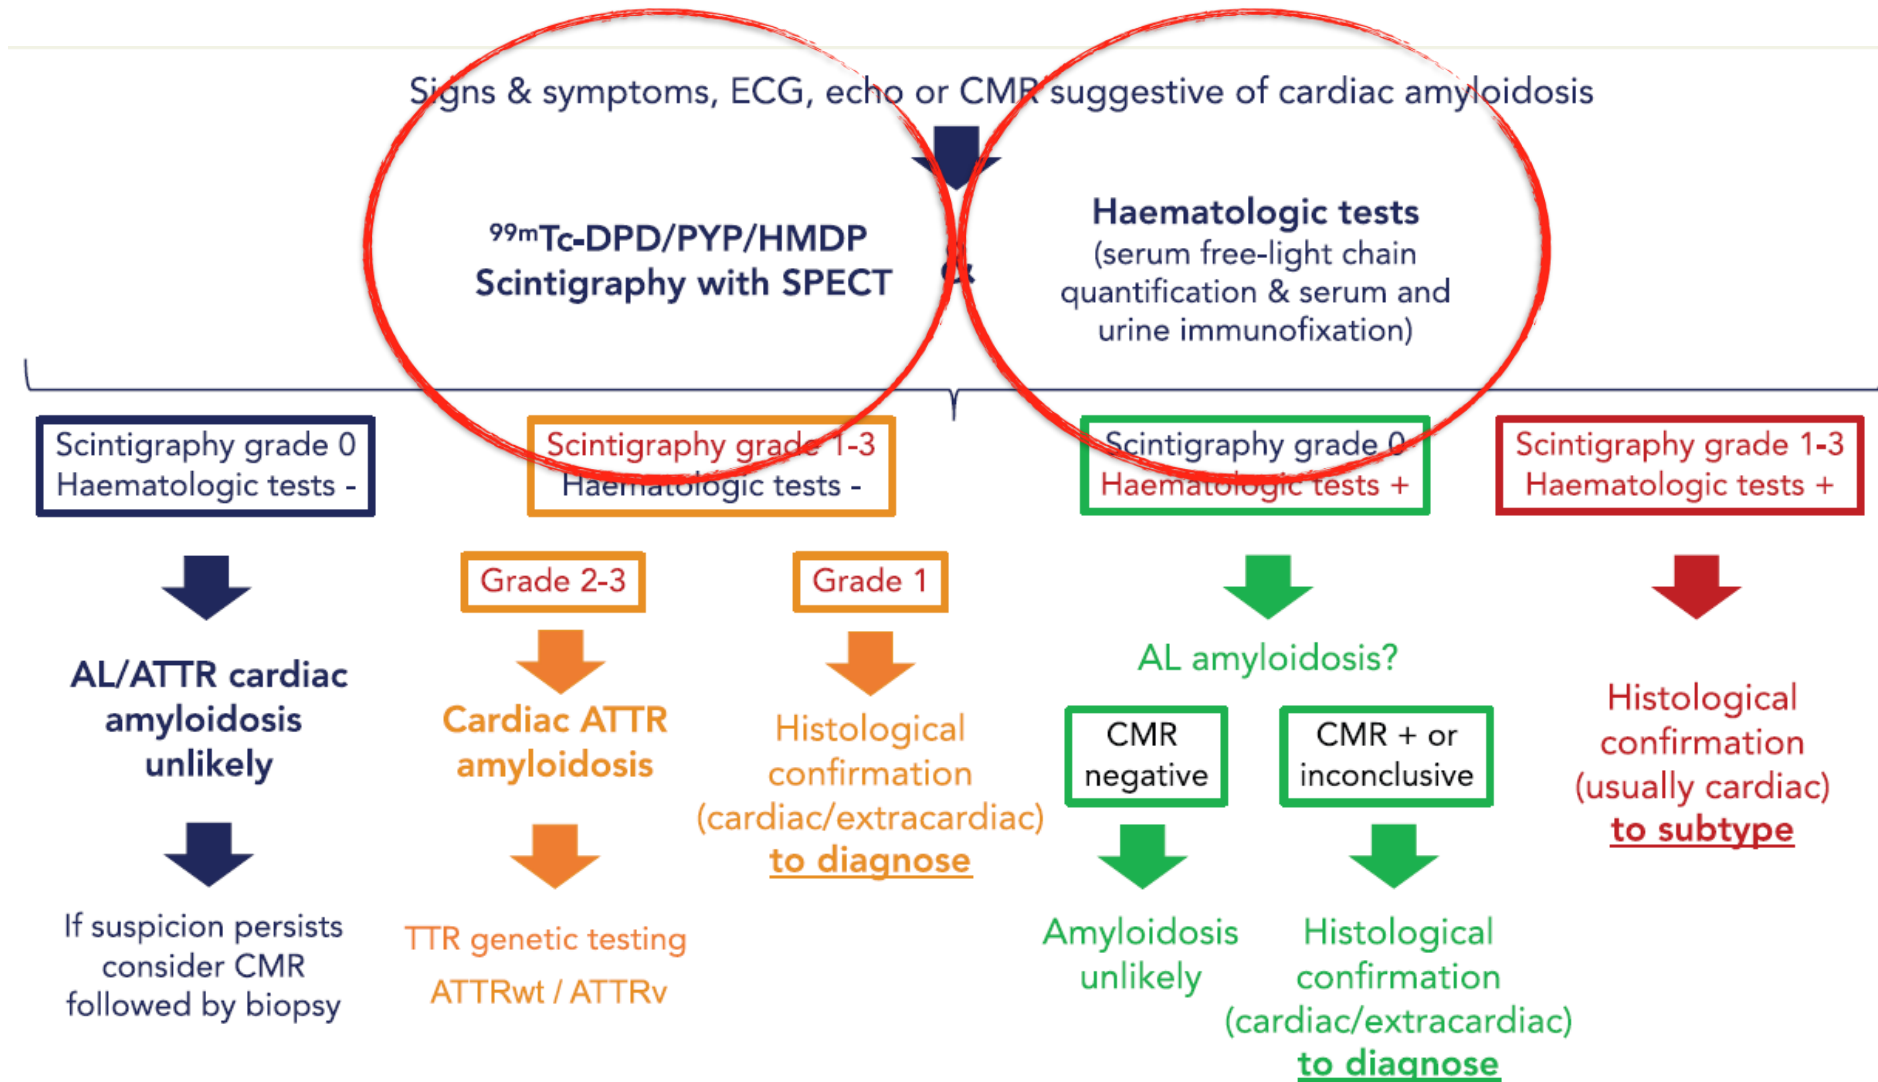 Signs & symptoms, ECG, echo or CMR suggestive of cardiac amyloidosis
99mTc-DPD/PYP/HMDP
Scintigraphy with SPECT
&
Haematologic tests
(serum free-light chain
quantification & serum and
urine immunofixation)
Scintigraphy grade 0
Haematologic tests -
Scintigraphy grade 1-3
Haematologic tests -
Scintigraphy grade 0
Haematologic tests +
Scintigraphy grade 1-3
Haematologic tests +
AL/ATTR cardiac
amyloidosis
unlikely
If suspicion persists
consider CMR
followed by biopsy
Grade 2-3
Cardiac ATTR
amyloidosis
TTR genetic testing
ATTRwt / ATTRv
Grade 1
Histological
confirmation
(cardiac/extracardiac)
to diagnose
AL amyloidosis?
CMR
negative
Amyloidosis
unlikely
CMR + or
inconclusive
Histological
confirmation
(cardiac/extracardiac)
to diagnose
Histological
confirmation
(usually cardiac)
to subtype